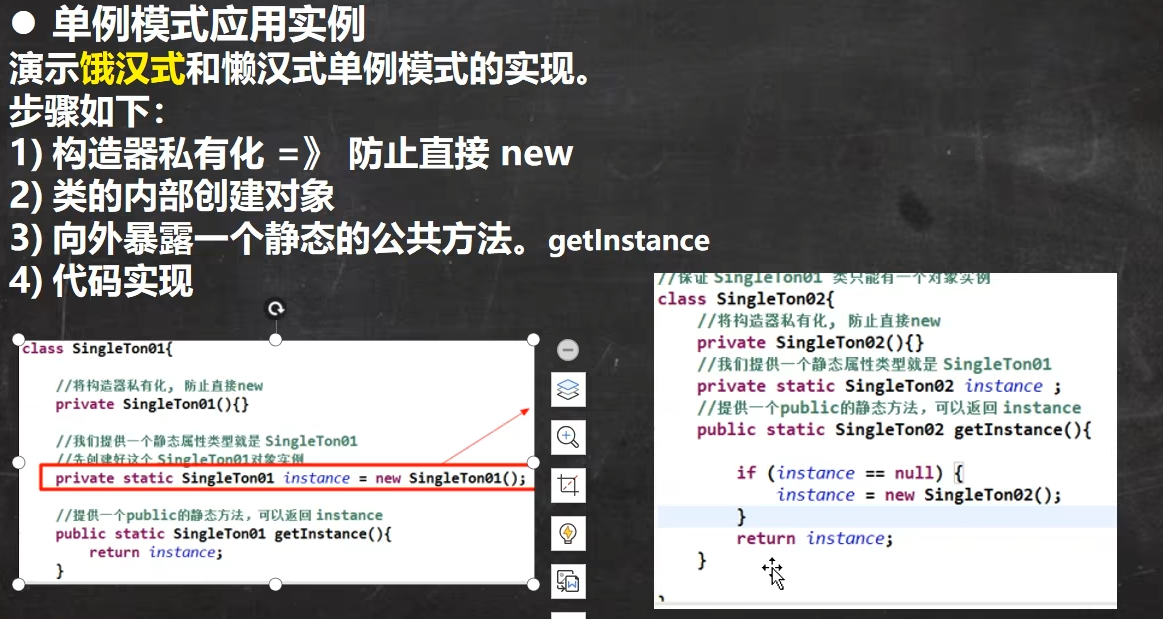 ● 单例模式应用实例
演示饿汉式和懒汉式单例模式的实现。
步骤如下：
1) 构造器私有化 =》 防止直接 new
2) 类的内部创建对象
3) 向外暴露一个静态的公共方法。getInstance
4) 代码实现
class SingleTon01{
//将构造器私有化, 防止直接new
private SingleTon01(){}
//我们提供一个静态属性类型就是 SingleTon01
//先创建好这个 SingleTon01对象实例
private static SingleTon01 instance = new SingleTon01();
//提供一个public的静态方法，可以返回 instance
public static SingleTon01 getInstance(){
return instance;
}
//保证 SingleTon01 类只能有一个对象实例
class SingleTon02{
//将构造器私有化, 防止直接new
private SingleTon02(){}
//我们提供一个静态属性类型就是 SingleTon01
private static SingleTon02 instance ;
//提供一个public的静态方法，可以返回 instance
public static SingleTon02 getInstance(){
if (instance == null) {
instance = new SingleTon02();
}
return instance;
}